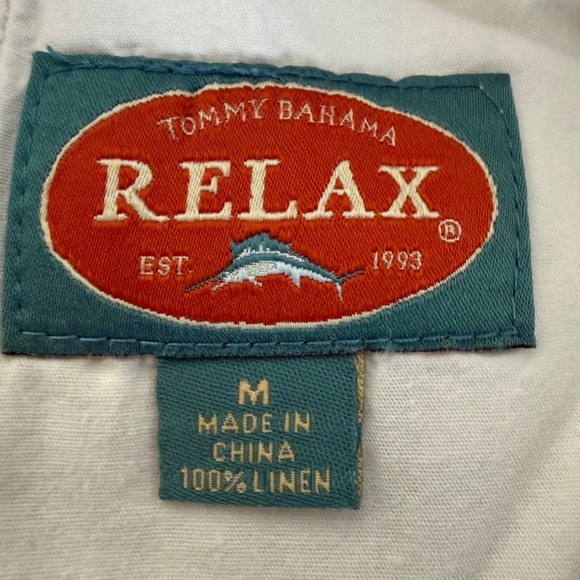 TOMMY BAHAMA
RELAX®
EST. 1993
M
MADE IN
CHINA
100% LINEN